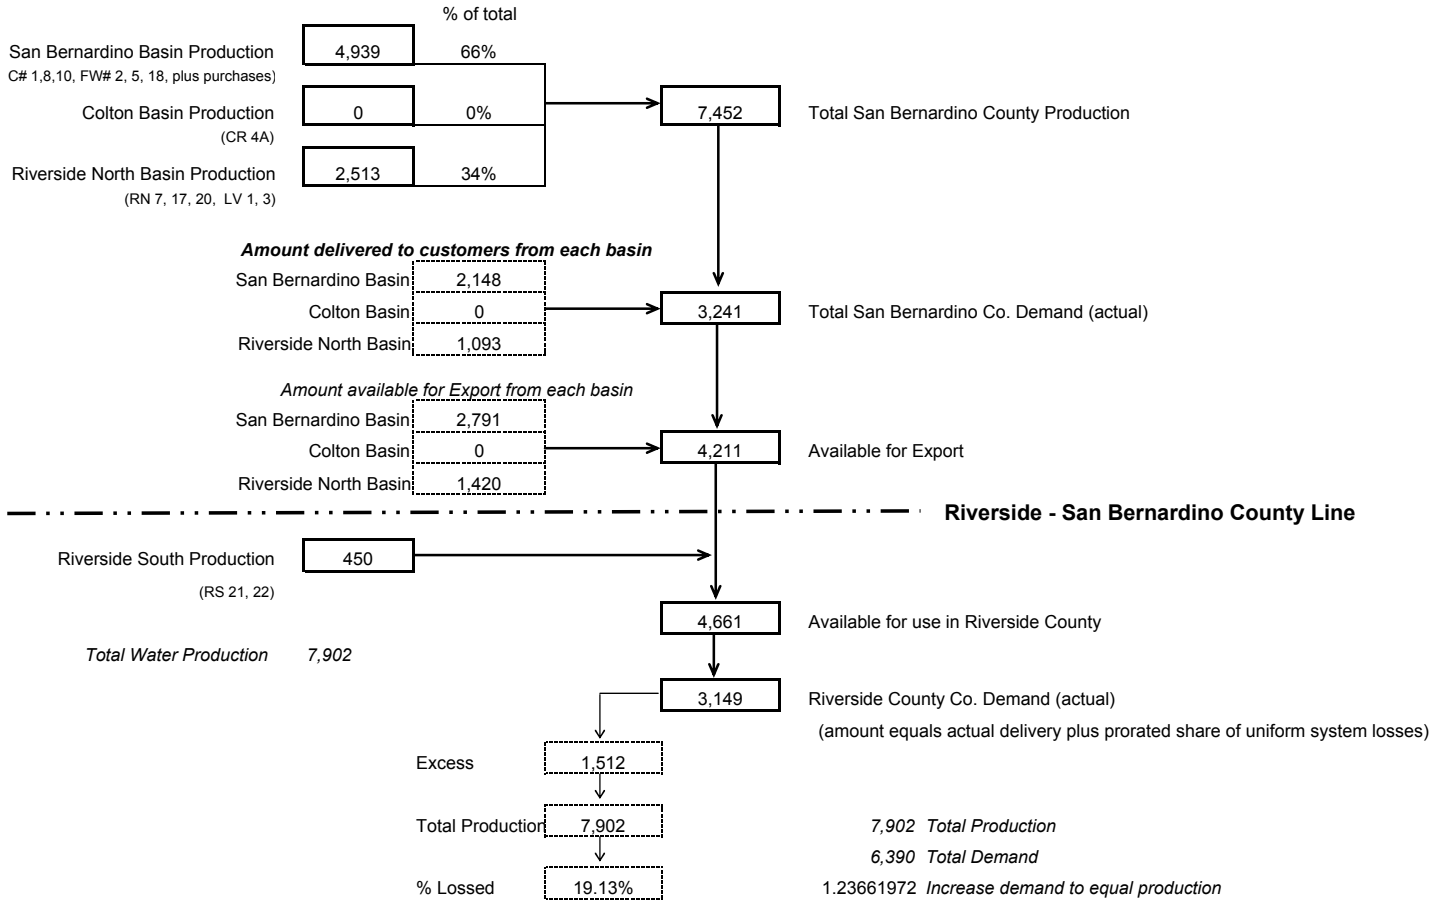 % of total
San Bernardino Basin Production 4,939 66%
C# 1,8,10, FW# 2, 5, 18, plus purchases)
Colton Basin Production 0 0% 7,452 Total San Bernardino County Production
(CR 4A)
Riverside North Basin Production 2,513 34%
(RN 7, 17, 20, LV 1, 3)
Amount delivered to customers from each basin
San Bernardino Basin 2,148
Colton Basin 0 3,241 Total San Bernardino Co. Demand (actual)
Riverside North Basin 1,093
Amount available for Export from each basin
San Bernardino Basin 2,791
Colton Basin 0 4,211 Available for Export
Riverside North Basin 1,420
Riverside - San Bernardino County Line
Riverside South Production 450
(RS 21, 22)
4,661 Available for use in Riverside County
Total Water Production 7,902
3,149 Riverside County Co. Demand (actual)
(amount equals actual delivery plus prorated share of uniform system losses)
Excess 1,512
Total Production 7,902 7,902 Total Production
6,390 Total Demand
% Lossed 19.13% 1.23661972 Increase demand to equal production